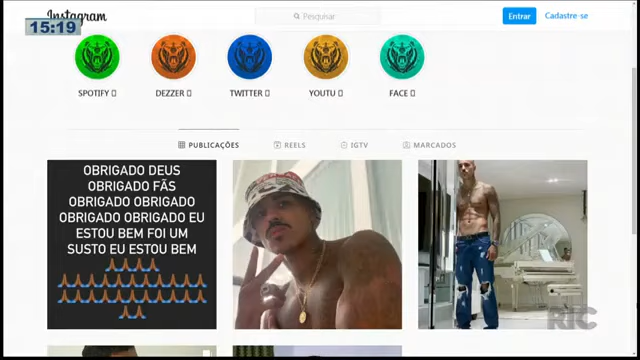 Instagram
15:19
Pesquisar
Entrar
Cadastre-se
SPOTIFY
DEZZER
TWITTER
YOUTU
FACE
PUBLICAÇÕES
REELS
IGTV
MARCADOS
OBRIGADO DEUS
OBRIGADO FÃS
OBRIGADO OBRIGADO
OBRIGADO OBRIGADO EU
ESTOU BEM FOI UM
SUSTO EU ESTOU BEM
RIC